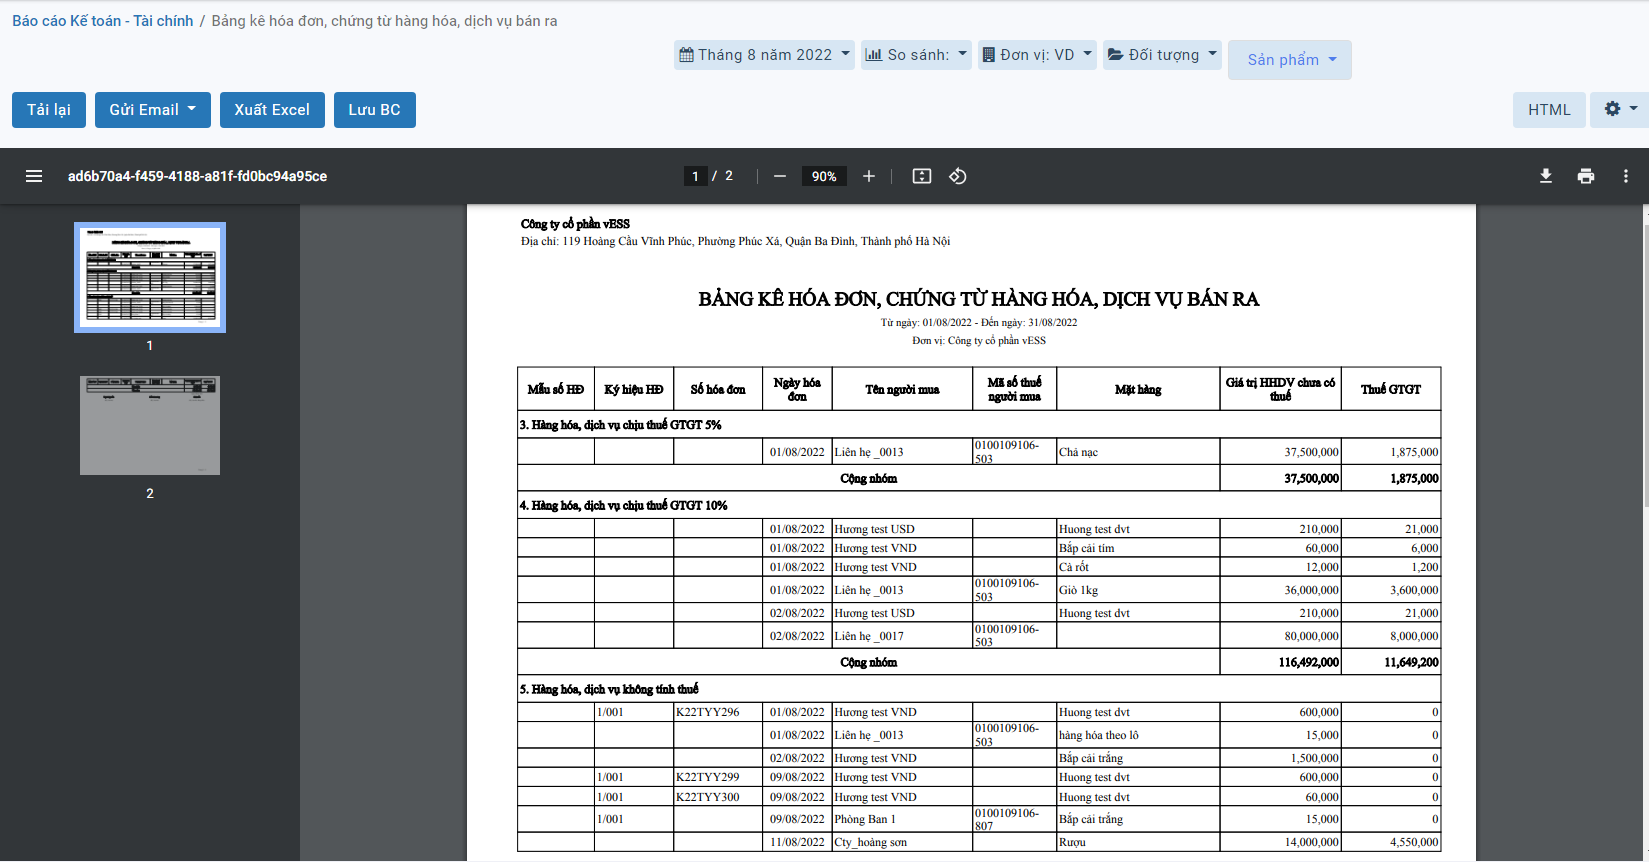 Báo cáo Kế toán - Tài chính / Bảng kê hóa đơn, chứng từ hàng hóa, dịch vụ bán ra
Tháng 8 năm 2022 So sánh: Đơn vị: VD Đối tượng Sản phẩm
Tải lại Gửi Email Xuất Excel Lưu BC HTML
ad6b70a4-f459-4188-a81f-fd0bc94a95ce 1 / 2 90%
1
2
Công ty cổ phần vESS
Địa chỉ: 119 Hoàng Cầu Vĩnh Phúc, Phường Phúc Xá, Quận Ba Đình, Thành phố Hà Nội
BẢNG KÊ HÓA ĐƠN, CHỨNG TỪ HÀNG HÓA, DỊCH VỤ BÁN RA
Từ ngày: 01/08/2022 - Đến ngày: 31/08/2022
Đơn vị: Công ty cổ phần vESS
Mẫu số HĐ Ký hiệu HĐ Số hóa đơn Ngày hóa đơn Tên người mua Mã số thuế người mua Mặt hàng Giá trị HHDV chưa có thuế Thuế GTGT
3. Hàng hóa, dịch vụ chịu thuế GTGT 5%
01/08/2022 Liên hẹ _0013 0100109106-503 Chả nạc 37,500,000 1,875,000
Cộng nhóm 37,500,000 1,875,000
4. Hàng hóa, dịch vụ chịu thuế GTGT 10%
01/08/2022 Hương test USD Huong test dvt 210,000 21,000
01/08/2022 Hương test VND Bắp cải tím 60,000 6,000
01/08/2022 Hương test VND Cà rốt 12,000 1,200
01/08/2022 Liên hẹ _0013 0100109106-503 Giò 1kg 36,000,000 3,600,000
02/08/2022 Hương test USD Huong test dvt 210,000 21,000
02/08/2022 Liên hẹ _0017 0100109106-503 80,000,000 8,000,000
Cộng nhóm 116,492,000 11,649,200
5. Hàng hóa, dịch vụ không tính thuế
1/001 K22TYY296 01/08/2022 Hương test VND Huong test dvt 600,000 0
01/08/2022 Liên hẹ _0013 0100109106-503 hàng hóa theo lô 15,000 0
02/08/2022 Hương test VND Bắp cải trắng 1,500,000 0
1/001 K22TYY299 09/08/2022 Hương test VND Huong test dvt 600,000 0
1/001 K22TYY300 09/08/2022 Hương test VND Huong test dvt 60,000 0
1/001 09/08/2022 Phòng Ban 1 0100109106-807 Bắp cải trắng 15,000 0
11/08/2022 Cty_hoàng sơn Rượu 14,000,000 4,550,000